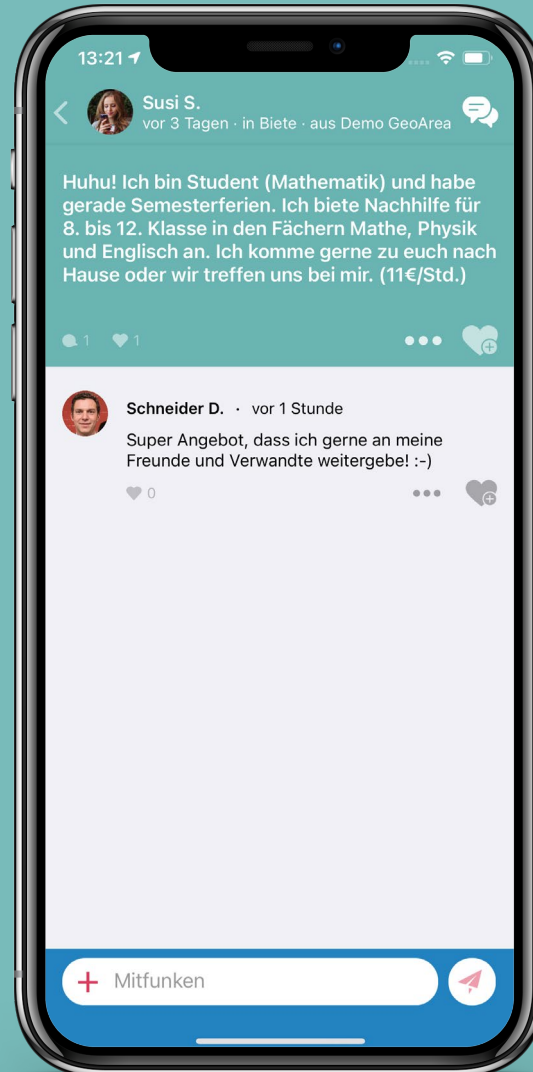 13:21
Susi S.
vor 3 Tagen · in Biete · aus Demo GeoArea
Huhu! Ich bin Student (Mathematik) und habe
gerade Semesterferien. Ich biete Nachhilfe für
8. bis 12. Klasse in den Fächern Mathe, Physik
und Englisch an. Ich komme gerne zu euch nach
Hause oder wir treffen uns bei mir. (11€/Std.)
1 1
Schneider D. · vor 1 Stunde
Super Angebot, dass ich gerne an meine
Freunde und Verwandte weitergebe! :-)
0
Mitfunken